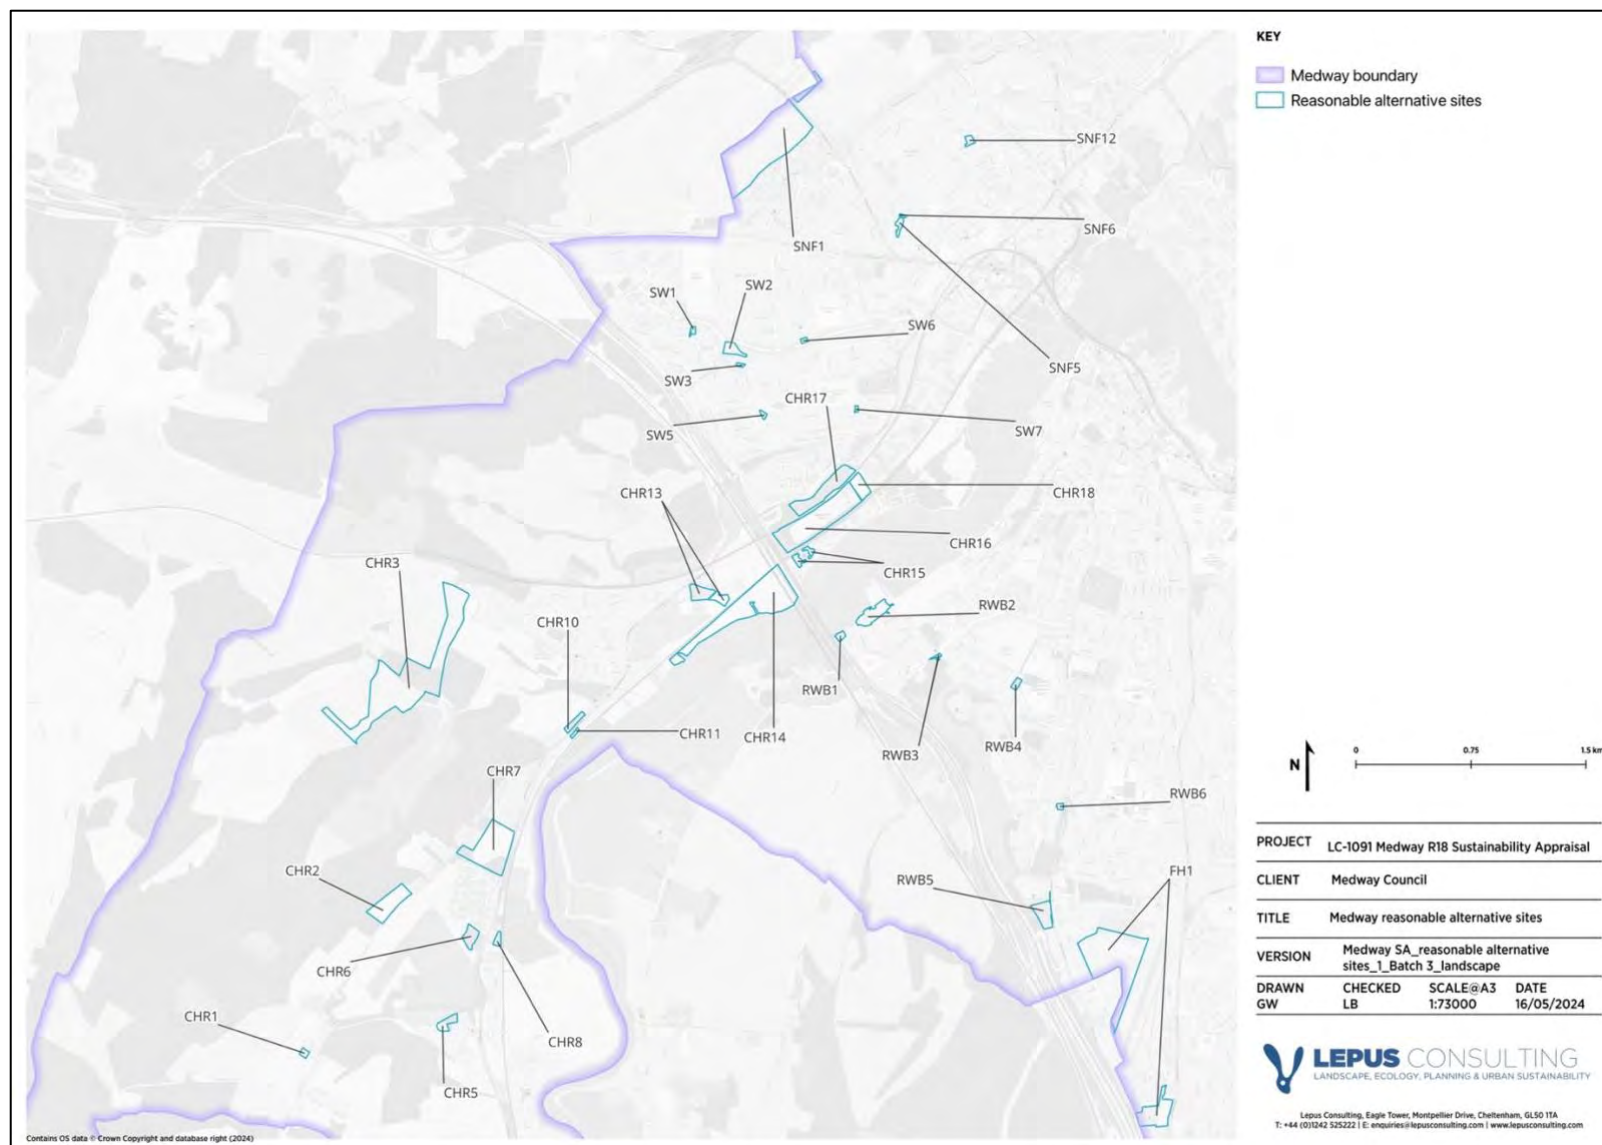 KEY
Medway boundary
Reasonable alternative sites
SNF12
SNF6
SNF1
SW1
SW2
SW6
SNF5
SW3
CHR17
SW5
SW7
CHR13
CHR18
CHR16
CHR3
CHR15
RWB2
CHR10
RWB1
CHR11
CHR14
RWB3
RWB4
CHR7
RWB6
CHR2
RWB5
FH1
CHR6
CHR1
CHR8
CHR5
N
0 0.75 1.5 km
PROJECT LC-1091 Medway R18 Sustainability Appraisal
CLIENT Medway Council
TITLE Medway reasonable alternative sites
VERSION Medway SA_reasonable alternative
sites_1_Batch 3_landscape
DRAWN CHECKED SCALE@A3 DATE
GW LB 1:73000 16/05/2024
LEPUS CONSULTING
LANDSCAPE, ECOLOGY, PLANNING & URBAN SUSTAINABILITY
Lepus Consulting, Eagle Tower, Montpellier Drive, Cheltenham, GL50 1TA
T: +44 (0)1242 525222 | E: enquiries@lepusconsulting.com | www.lepusconsulting.com
Contains OS data © Crown Copyright and database right (2024)